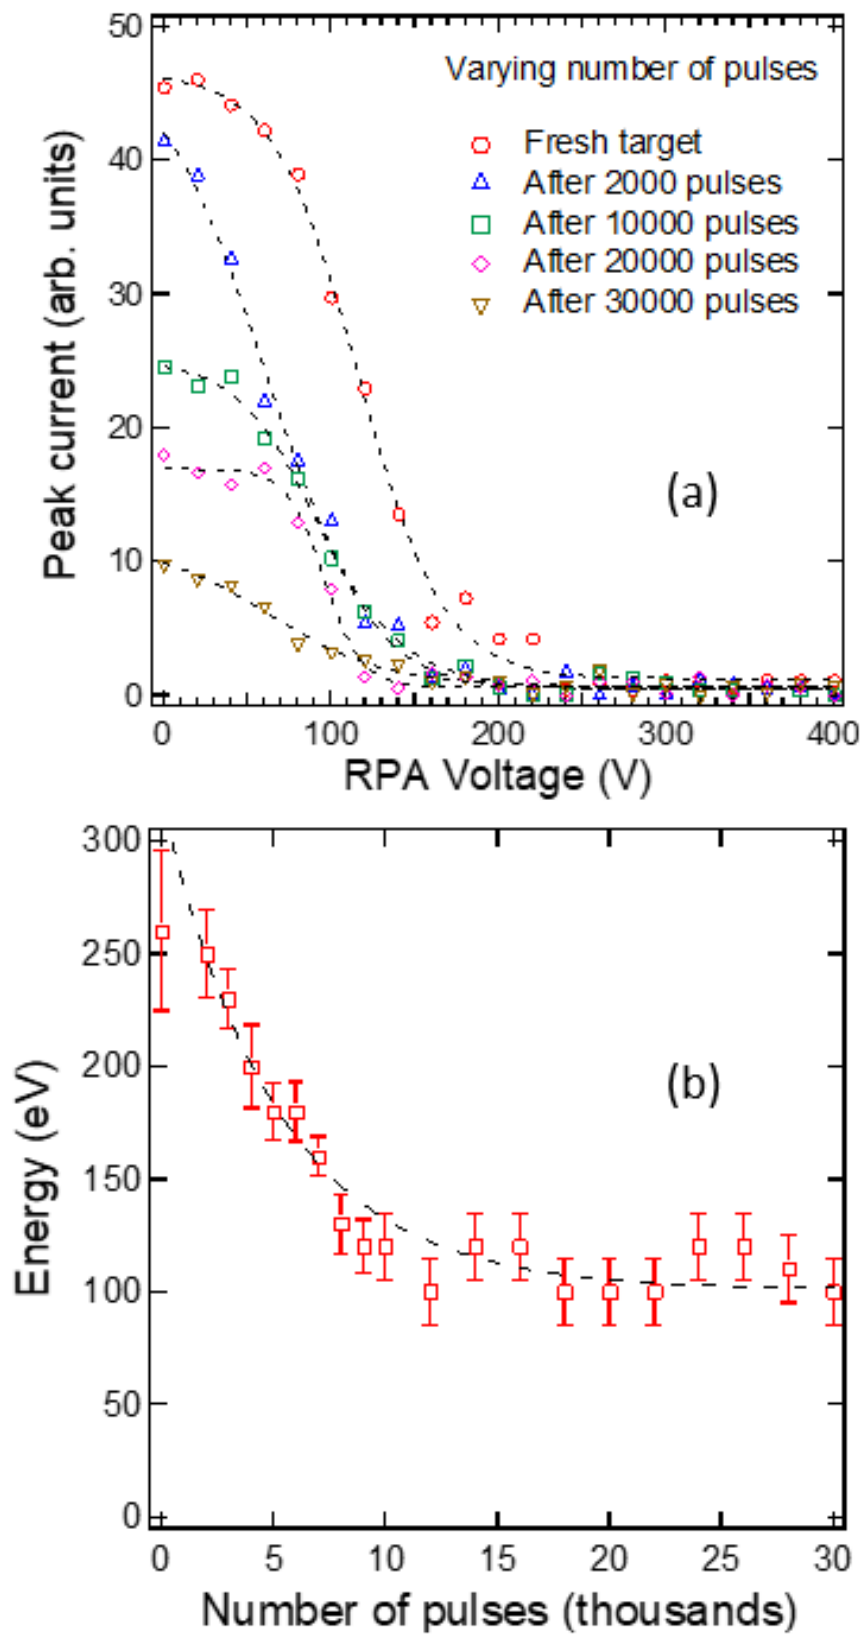 50
40
30
20
10
0
Peak current (arb. units)
Varying number of pulses
Fresh target
After 2000 pulses
After 10000 pulses
After 20000 pulses
After 30000 pulses
(a)
0 100 200 300 400
RPA Voltage (V)
300
250
200
150
100
50
0
Energy (eV)
(b)
0 5 10 15 20 25 30
Number of pulses (thousands)